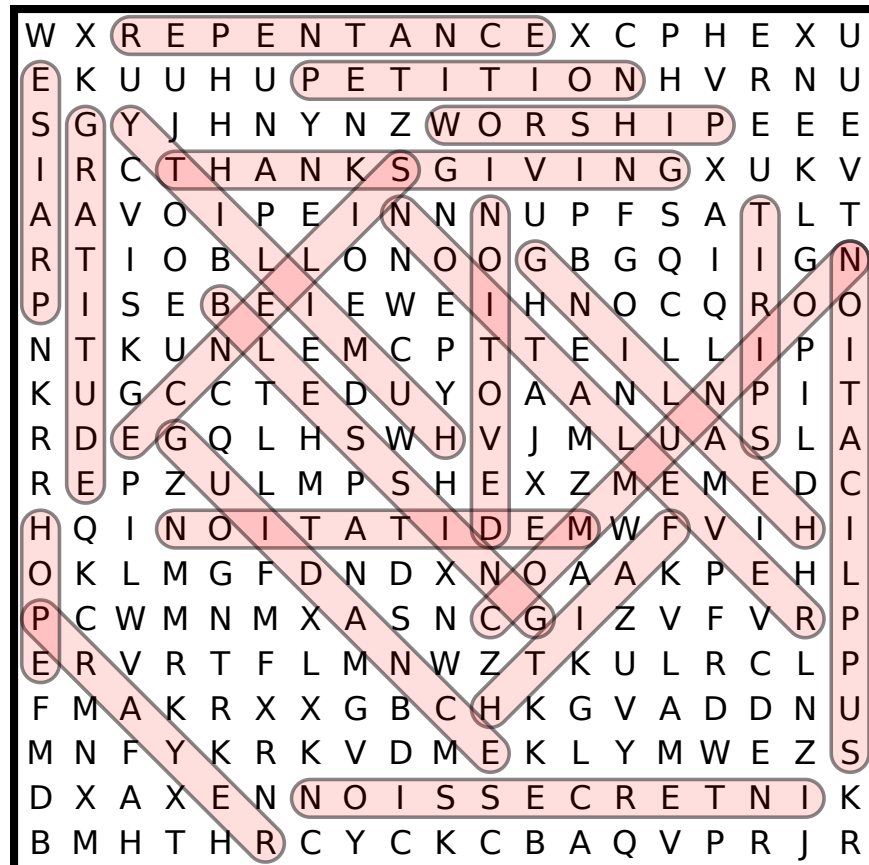 W X R E P E N T A N C E X C P H E X U
E K U U H U P E T I T I O N H V R N U
S G Y J H N Y N Z W O R S H I P E E E
I R C T H A N K S G I V I N G X U K V
A A V O I P E I N N N U P F S A T L T
R T I O B L L O N O O G B G Q I I G N
P I S E B E I E W E I H N O C Q R O O
N T K U N L E M C P T T E I L L I P I
K U G C C T E D U Y O A A N L N P I T
R D E G Q L H S W H V J M L U A S L A
R E P Z U L M P S H E X Z M E M E D C
H Q I N O I T A T I D E M W F V I H I
O K L M G F D N D X N O A A K P E H L
P C W M N M X A S N C G I Z V F V R P
E R V R T F L M N W Z T K U L R C L P
F M A K R X X G B C H K G V A D D N U
M N F Y K R K V D M E K L Y M W E Z S
D X A X E N N O I S S E C R E T N I K
B M H T H R C Y C K C B A Q V P R J R